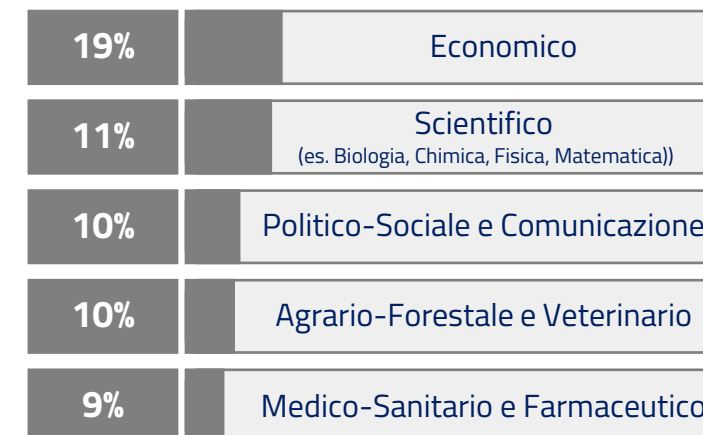 19% Economico
11% Scientifico
(es. Biologia, Chimica, Fisica, Matematica))
10% Politico-Sociale e Comunicazione
10% Agrario-Forestale e Veterinario
9% Medico-Sanitario e Farmaceutico